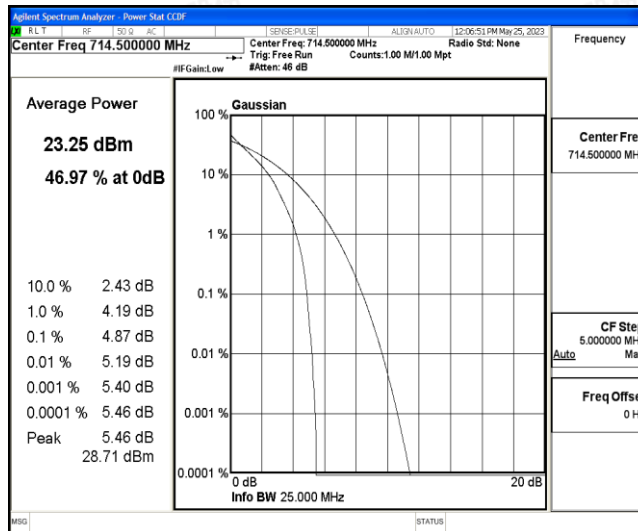 Agilent Spectrum Analyzer - Power Stat CCDF
LXI RLT RF 50 Ω AC SENSE:PULSE ALIGN AUTO 12:06:51 PM May 25, 2023
Center Freq 714.500000 MHz
Center Freq: 714.500000 MHz Radio Std: None
Trig: Free Run Counts:1.00 M/1.00 Mpt
#IFGain:Low #Atten: 46 dB
Frequency
Average Power
23.25 dBm
46.97 % at 0dB
10.0 % 2.43 dB
1.0 % 4.19 dB
0.1 % 4.87 dB
0.01 % 5.19 dB
0.001 % 5.40 dB
0.0001 % 5.46 dB
Peak 5.46 dB
28.71 dBm
Gaussian
100 %
10 %
1 %
0.1 %
0.01 %
0.001 %
0.0001 %
0 dB 20 dB
Info BW 25.000 MHz
Center Fre
714.500000 MH
CF Step
5.000000 MH
Auto Ma
Freq Offse
0 H
MSG STATUS